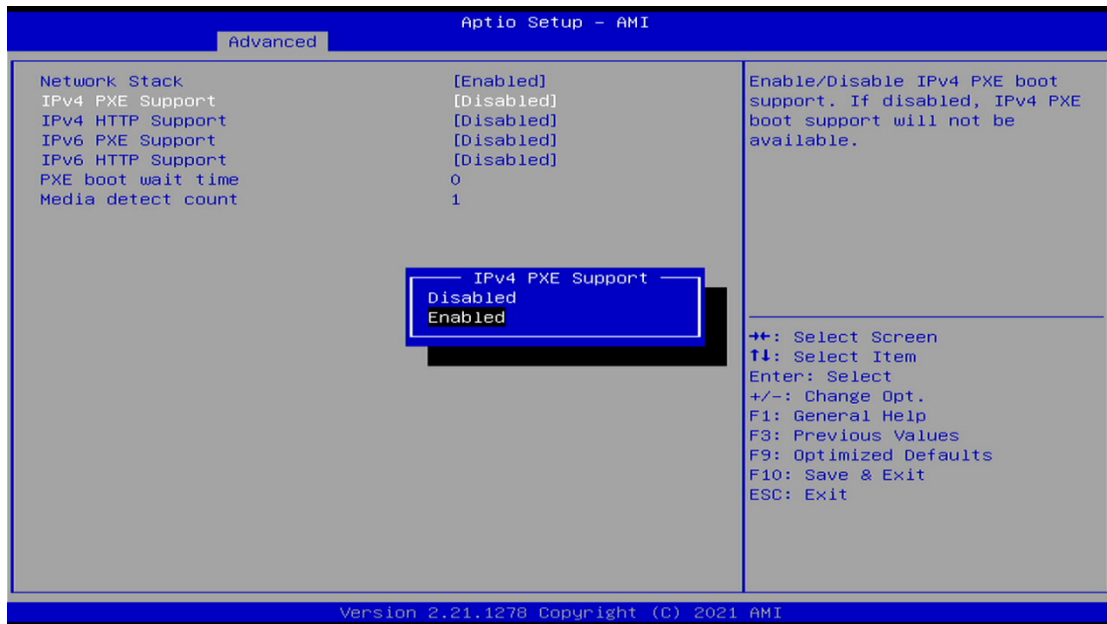 Aptio Setup – AMI
Advanced
Network Stack [Enabled]
IPv4 PXE Support [Disabled]
IPv4 HTTP Support [Disabled]
IPv6 PXE Support [Disabled]
IPv6 HTTP Support [Disabled]
PXE boot wait time 0
Media detect count 1
Enable/Disable IPv4 PXE boot
support. If disabled, IPv4 PXE
boot support will not be
available.
IPv4 PXE Support
Disabled
Enabled
→←: Select Screen
↑↓: Select Item
Enter: Select
+/-: Change Opt.
F1: General Help
F3: Previous Values
F9: Optimized Defaults
F10: Save & Exit
ESC: Exit
Version 2.21.1278 Copyright (C) 2021 AMI